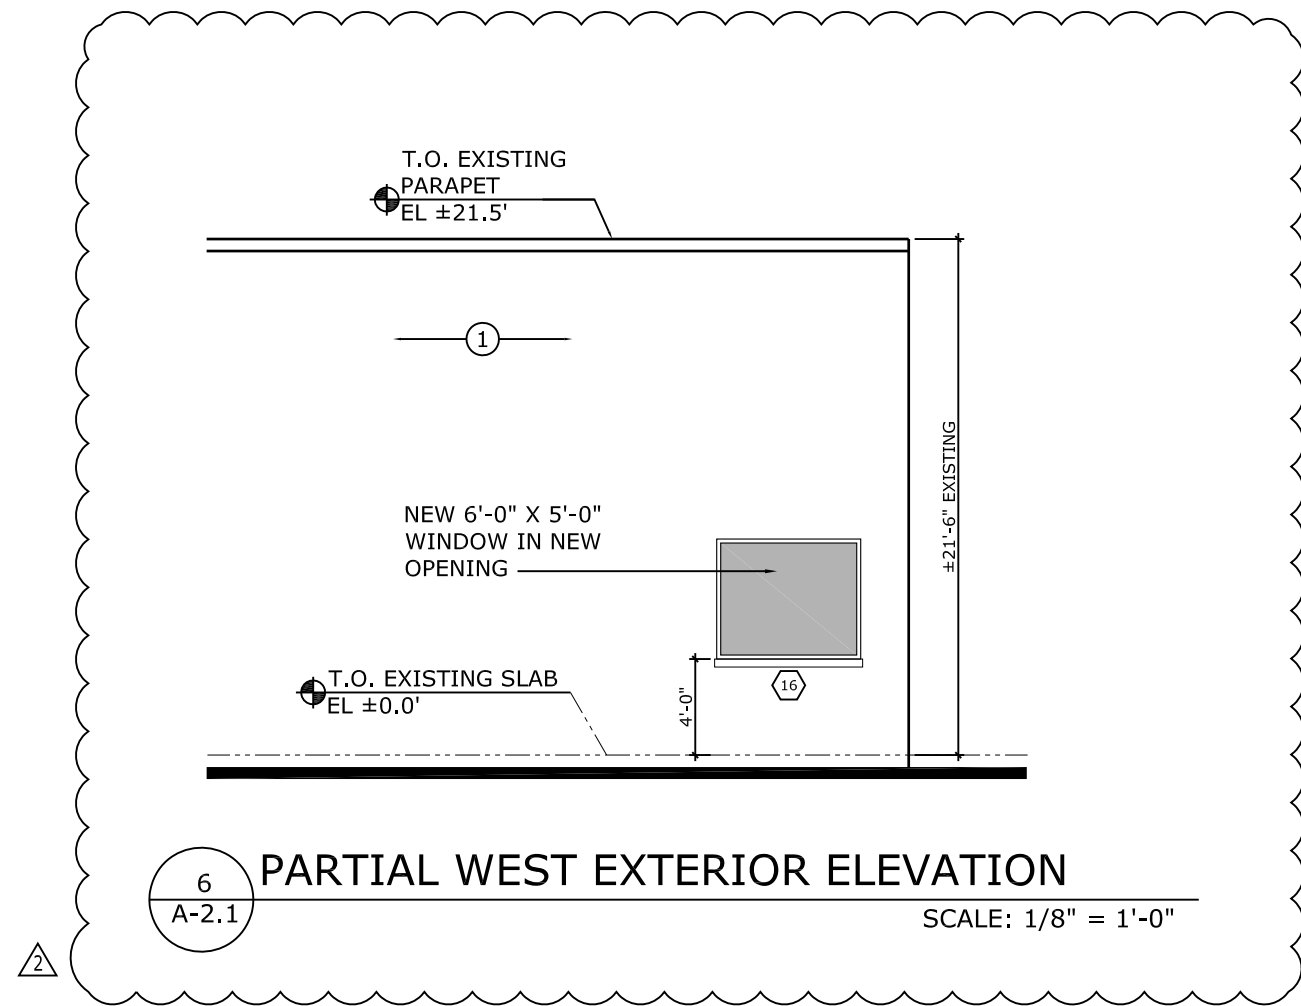 T.O. EXISTING
PARAPET
EL ±21.5'
1
±21'-6" EXISTING
NEW 6'-0" X 5'-0"
WINDOW IN NEW
OPENING
T.O. EXISTING SLAB
EL ±0.0'
4'-0"
16
6
A-2.1
PARTIAL WEST EXTERIOR ELEVATION
SCALE: 1/8" = 1'-0"
2